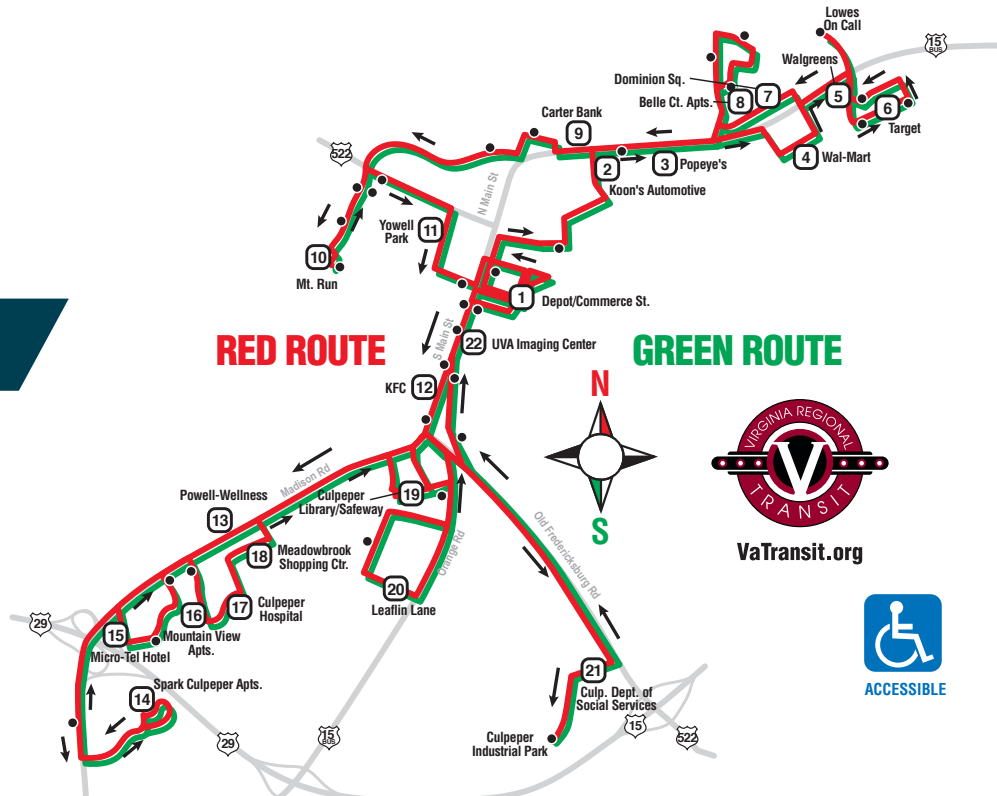 Lowes
On Call
15
BUS
Walgreens
Dominion Sq.
7
5
Belle Ct. Apts.
8
6
Target
Carter Bank
9
522
2
3
Popeye's
4
Wal-Mart
Koon's Automotive
N Main St
Yowell
Park
11
10
Mt. Run
1
Depot/Commerce St.
S Main St
22
UVA Imaging Center
RED ROUTE
GREEN ROUTE
KFC
12
N
S
VIRGINIA REGIONAL
V
TRANSIT
VaTransit.org
Madison Rd
Powell-Wellness
13
Culpeper
Library/Safeway
19
Old Fredericksburg Rd
Orange Rd
18
Meadowbrook
Shopping Ctr.
20
Leaflin Lane
17
Culpeper
Hospital
16
Mountain View
Apts.
29
15
Micro-Tel Hotel
ACCESSIBLE
14
Spark Culpeper Apts.
21
Culp. Dept. of
Social Services
Culpeper
Industrial Park
15
522
29
15
BUS